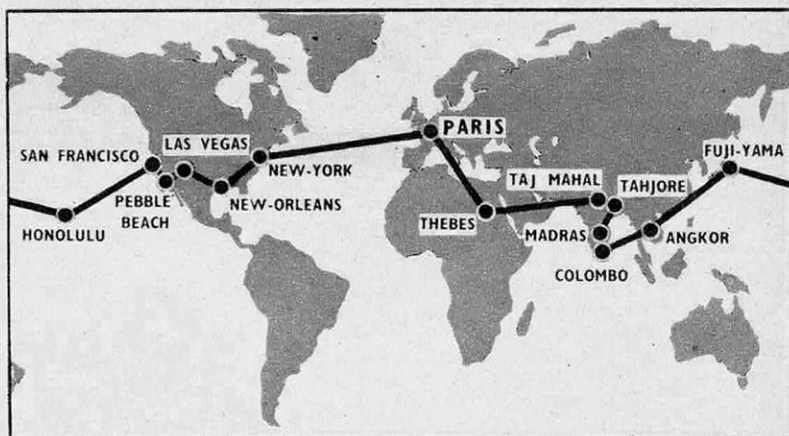 PARIS
LAS VEGAS
FUJI-YAMA
SAN FRANCISCO
NEW-YORK
TAJ MAHAL
TAHJORE
PEBBLE
BEACH
NEW-ORLEANS
HONOLULU
THEBES
MADRAS
ANGKOR
COLOMBO